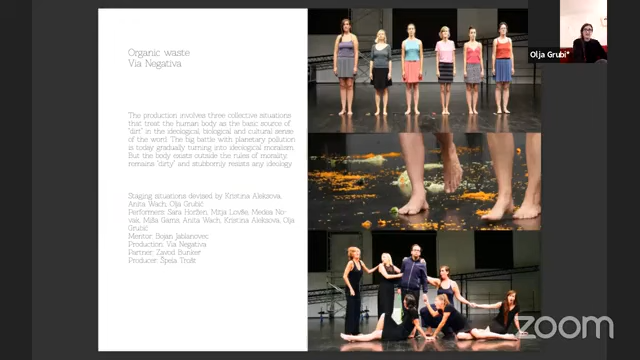 Organic waste
Via Negativa
The production involves three collective situations
that treat the human body as the basic source of
"dirt" in the ideological, biological and cultural sense
of the word. The big battle with planetary pollution
is today gradually turning into ideological moralism.
But the body exists outside the rules of morality,
remains "dirty" and stubbornly resists any ideology.
Staging situations devised by Kristina Aleksova,
Anita Wach, Olja Grubić
Performers: Sara Horžen, Mitja Lovše, Medea No-
vak, Miša Gams, Anita Wach, Kristina Aleksova, Olja
Grubić
Mentor: Bojan Jablanovec
Production: Via Negativa
Partner: Zavod Bunker
Producer: Špela Trošt
Olja Grubi*
zoom